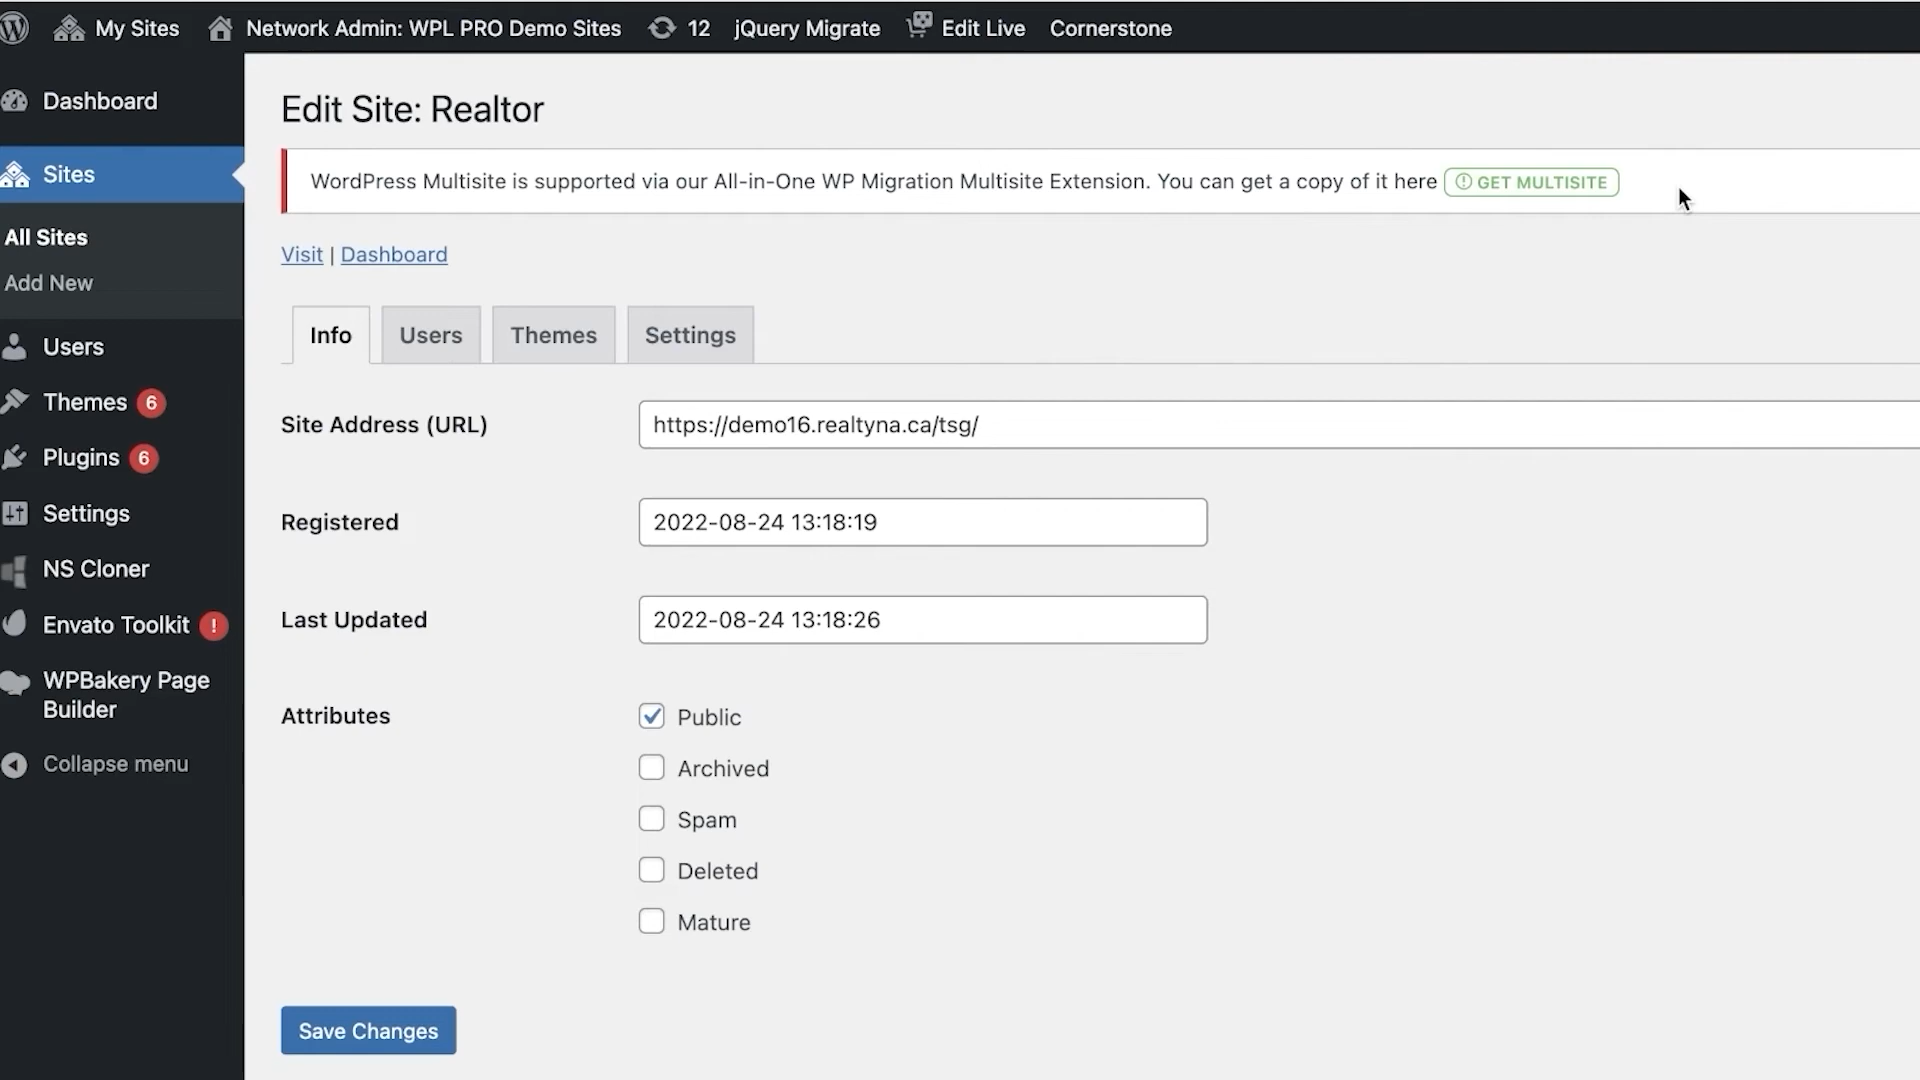 My Sites Network Admin: WPL PRO Demo Sites 12 jQuery Migrate Edit Live Cornerstone
Dashboard
Sites
All Sites
Add New
Users
Themes 6
Plugins 6
Settings
NS Cloner
Envato Toolkit !
WPBakery Page
Builder
Collapse menu
Edit Site: Realtor
WordPress Multisite is supported via our All-in-One WP Migration Multisite Extension. You can get a copy of it here GET MULTISITE
Visit | Dashboard
Info Users Themes Settings
Site Address (URL) https://demo16.realtyna.ca/tsg/
Registered 2022-08-24 13:18:19
Last Updated 2022-08-24 13:18:26
Attributes Public
Archived
Spam
Deleted
Mature
Save Changes